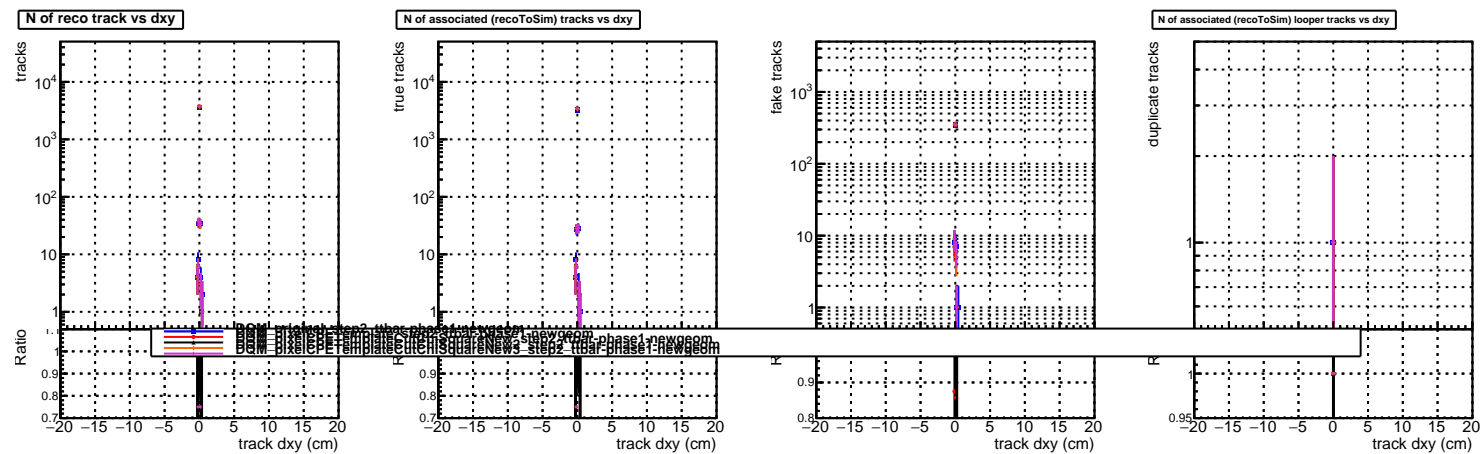 N of reco track vs dxy
N of associated (recoToSim) tracks vs dxy
N of associated (recoToSim) looper tracks vs dxy
tracks
10⁴
10³
10²
10
1
true tracks
10⁴
10³
10²
10
1
fake tracks
10³
10²
10
1
duplicate tracks
1
DQM_pixelCPETemplateCutChiSquareNew3_step2_ttbar-phase1-newgeom
Ratio
1
0.9
0.8
0.7
−20 −15 −10 −5 0 5 10 15 20
track dxy (cm)
1
0.9
0.8
0.7
−20 −15 −10 −5 0 5 10 15 20
track dxy (cm)
0.9
0.8
−20 −15 −10 −5 0 5 10 15 20
track dxy (cm)
1
0.95
−20 −15 −10 −5 0 5 10 15 20
track dxy (cm)